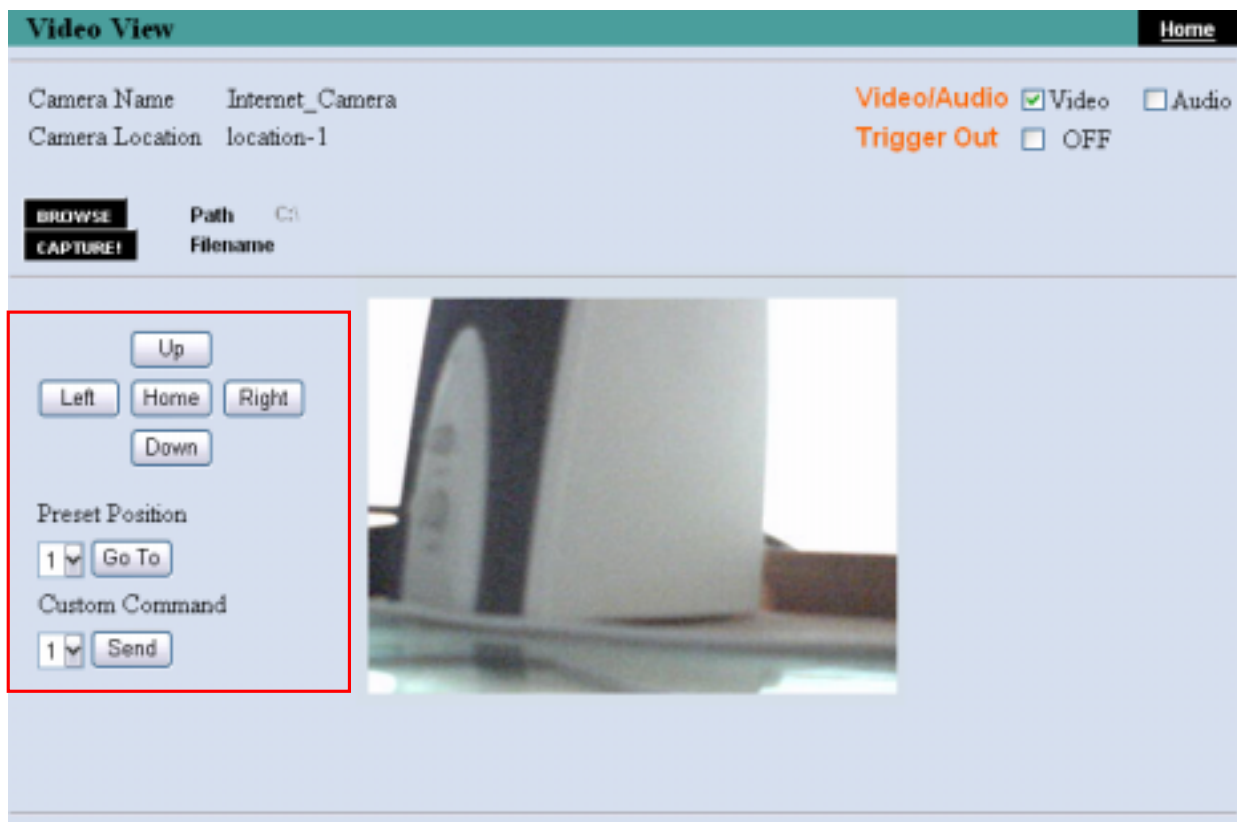 Video View Home
Camera Name Internet_Camera Video/Audio Video Audio
Camera Location location-1 Trigger Out OFF
BROWSE Path C:\
CAPTURE! Filename
Up
Left Home Right
Down
Preset Position
1 Go To
Custom Command
1 Send